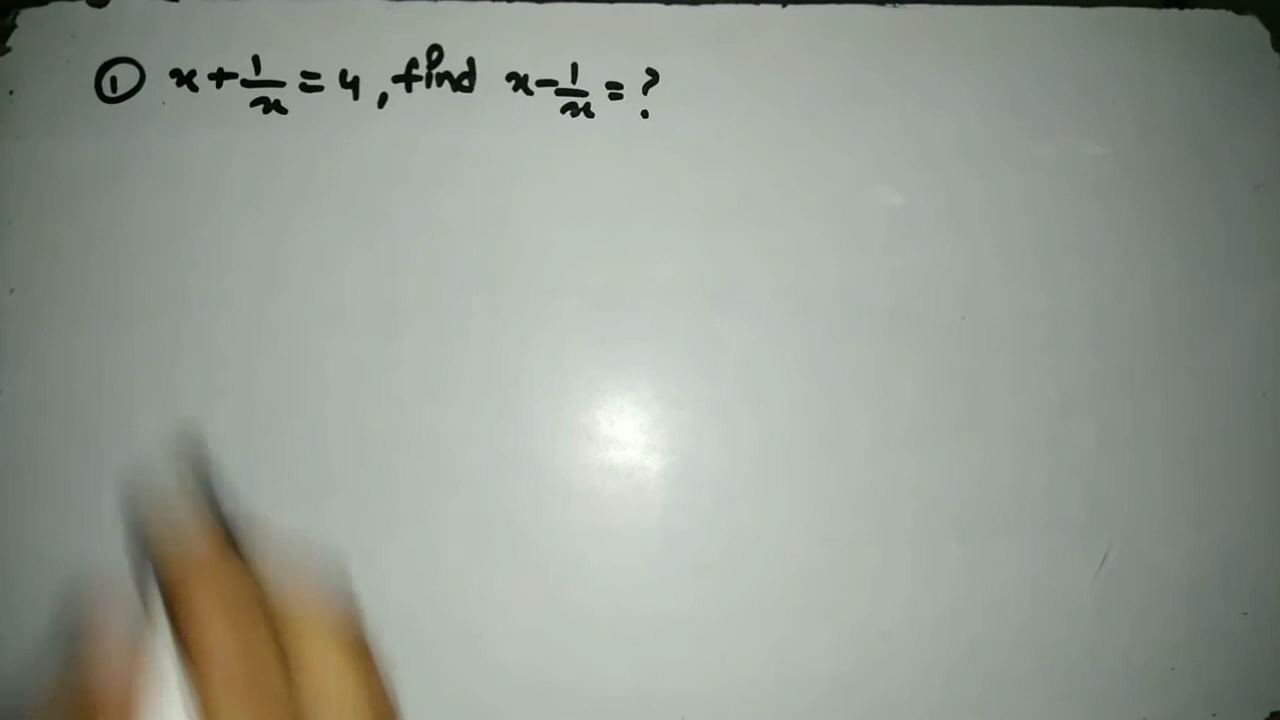 ① x + 1/x = 4, find x - 1/x = ?